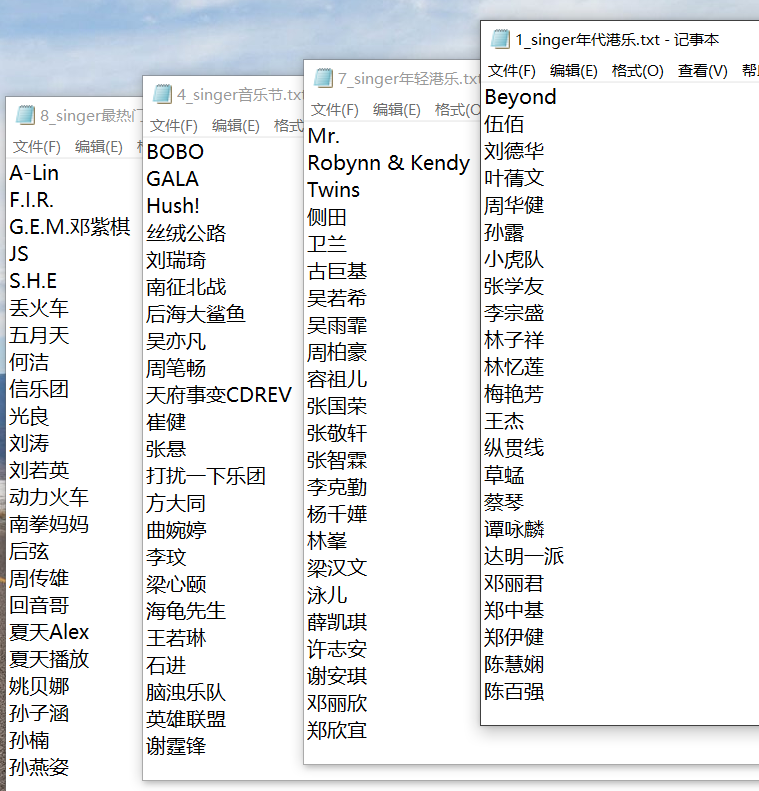 8_singer最热门
文件(F) 编辑(E)
A-Lin
F.I.R.
G.E.M.邓紫棋
JS
S.H.E
丢火车
五月天
何洁
信乐团
光良
刘涛
刘若英
动力火车
南拳妈妈
后弦
周传雄
回音哥
夏天Alex
夏天播放
姚贝娜
孙子涵
孙楠
孙燕姿
4_singer音乐节.txt
文件(F) 编辑(E) 格式
BOBO
GALA
Hush!
丝绒公路
刘瑞琦
南征北战
后海大鲨鱼
吴亦凡
周笔畅
天府事变CDREV
崔健
张悬
打扰一下乐团
方大同
曲婉婷
李玟
梁心颐
海龟先生
王若琳
石进
脑浊乐队
英雄联盟
谢霆锋
7_singer年轻港乐.txt
文件(F) 编辑(E) 格式(O)
Mr.
Robynn & Kendy
Twins
侧田
卫兰
古巨基
吴若希
吴雨霏
周柏豪
容祖儿
张国荣
张敬轩
张智霖
李克勤
杨千嬅
林峯
梁汉文
泳儿
薛凯琪
许志安
谢安琪
邓丽欣
郑欣宜
1_singer年代港乐.txt - 记事本
文件(F) 编辑(E) 格式(O) 查看(V) 帮
Beyond
伍佰
刘德华
叶蒨文
周华健
孙露
小虎队
张学友
李宗盛
林子祥
林忆莲
梅艳芳
王杰
纵贯线
草蜢
蔡琴
谭咏麟
达明一派
邓丽君
郑中基
郑伊健
陈慧娴
陈百强